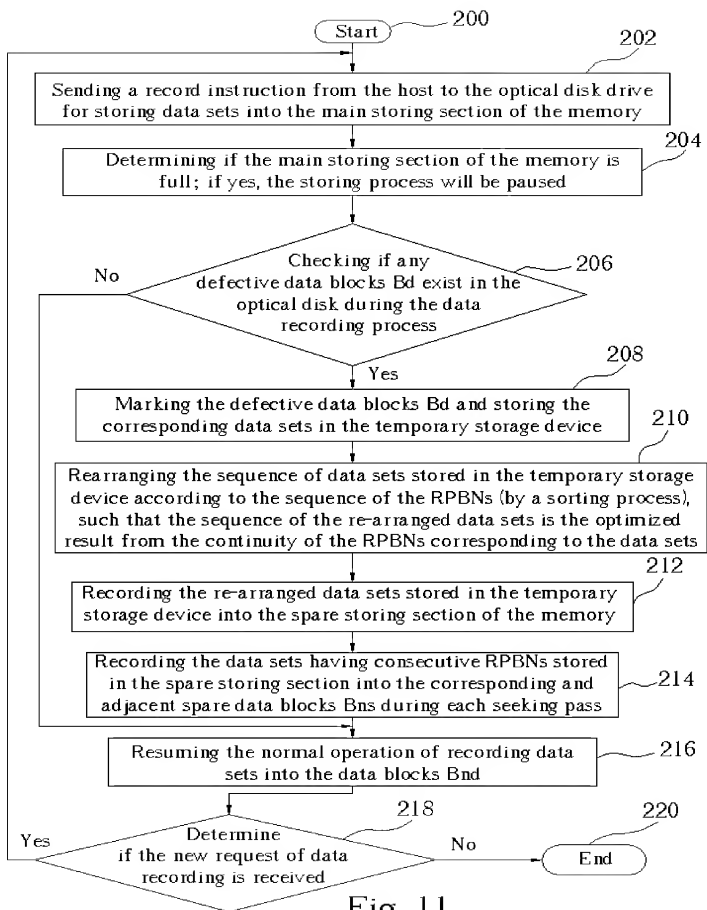 Start
200
202
Sending a record instruction from the host to the optical disk drive
for storing data sets into the main storing section of the memory
204
Determining if the main storing section of the memory is
full; if yes, the storing process will be paused
206
Checking if any
defective data blocks Bd exist in the
optical disk during the data
recording process
No
Yes
208
Marking the defective data blocks Bd and storing the
corresponding data sets in the temporary storage device
210
Rearranging the sequence of data sets stored in the temporary storage
device according to the sequence of the RPBNs (by a sorting process),
such that the sequence of the re-arranged data sets is the optimized
result from the continuity of the RPBNs corresponding to the data sets
212
Recording the re-arranged data sets stored in the temporary
storage device into the spare storing section of the memory
Recording the data sets having consecutive RPBNs stored
in the spare storing section into the corresponding and
adjacent spare data blocks Bns during each seeking pass
214
Resuming the normal operation of recording data
sets into the data blocks Bnd
216
218
Determine
if the new request of data
recording is received
Yes
No
220
End
Fig. 11